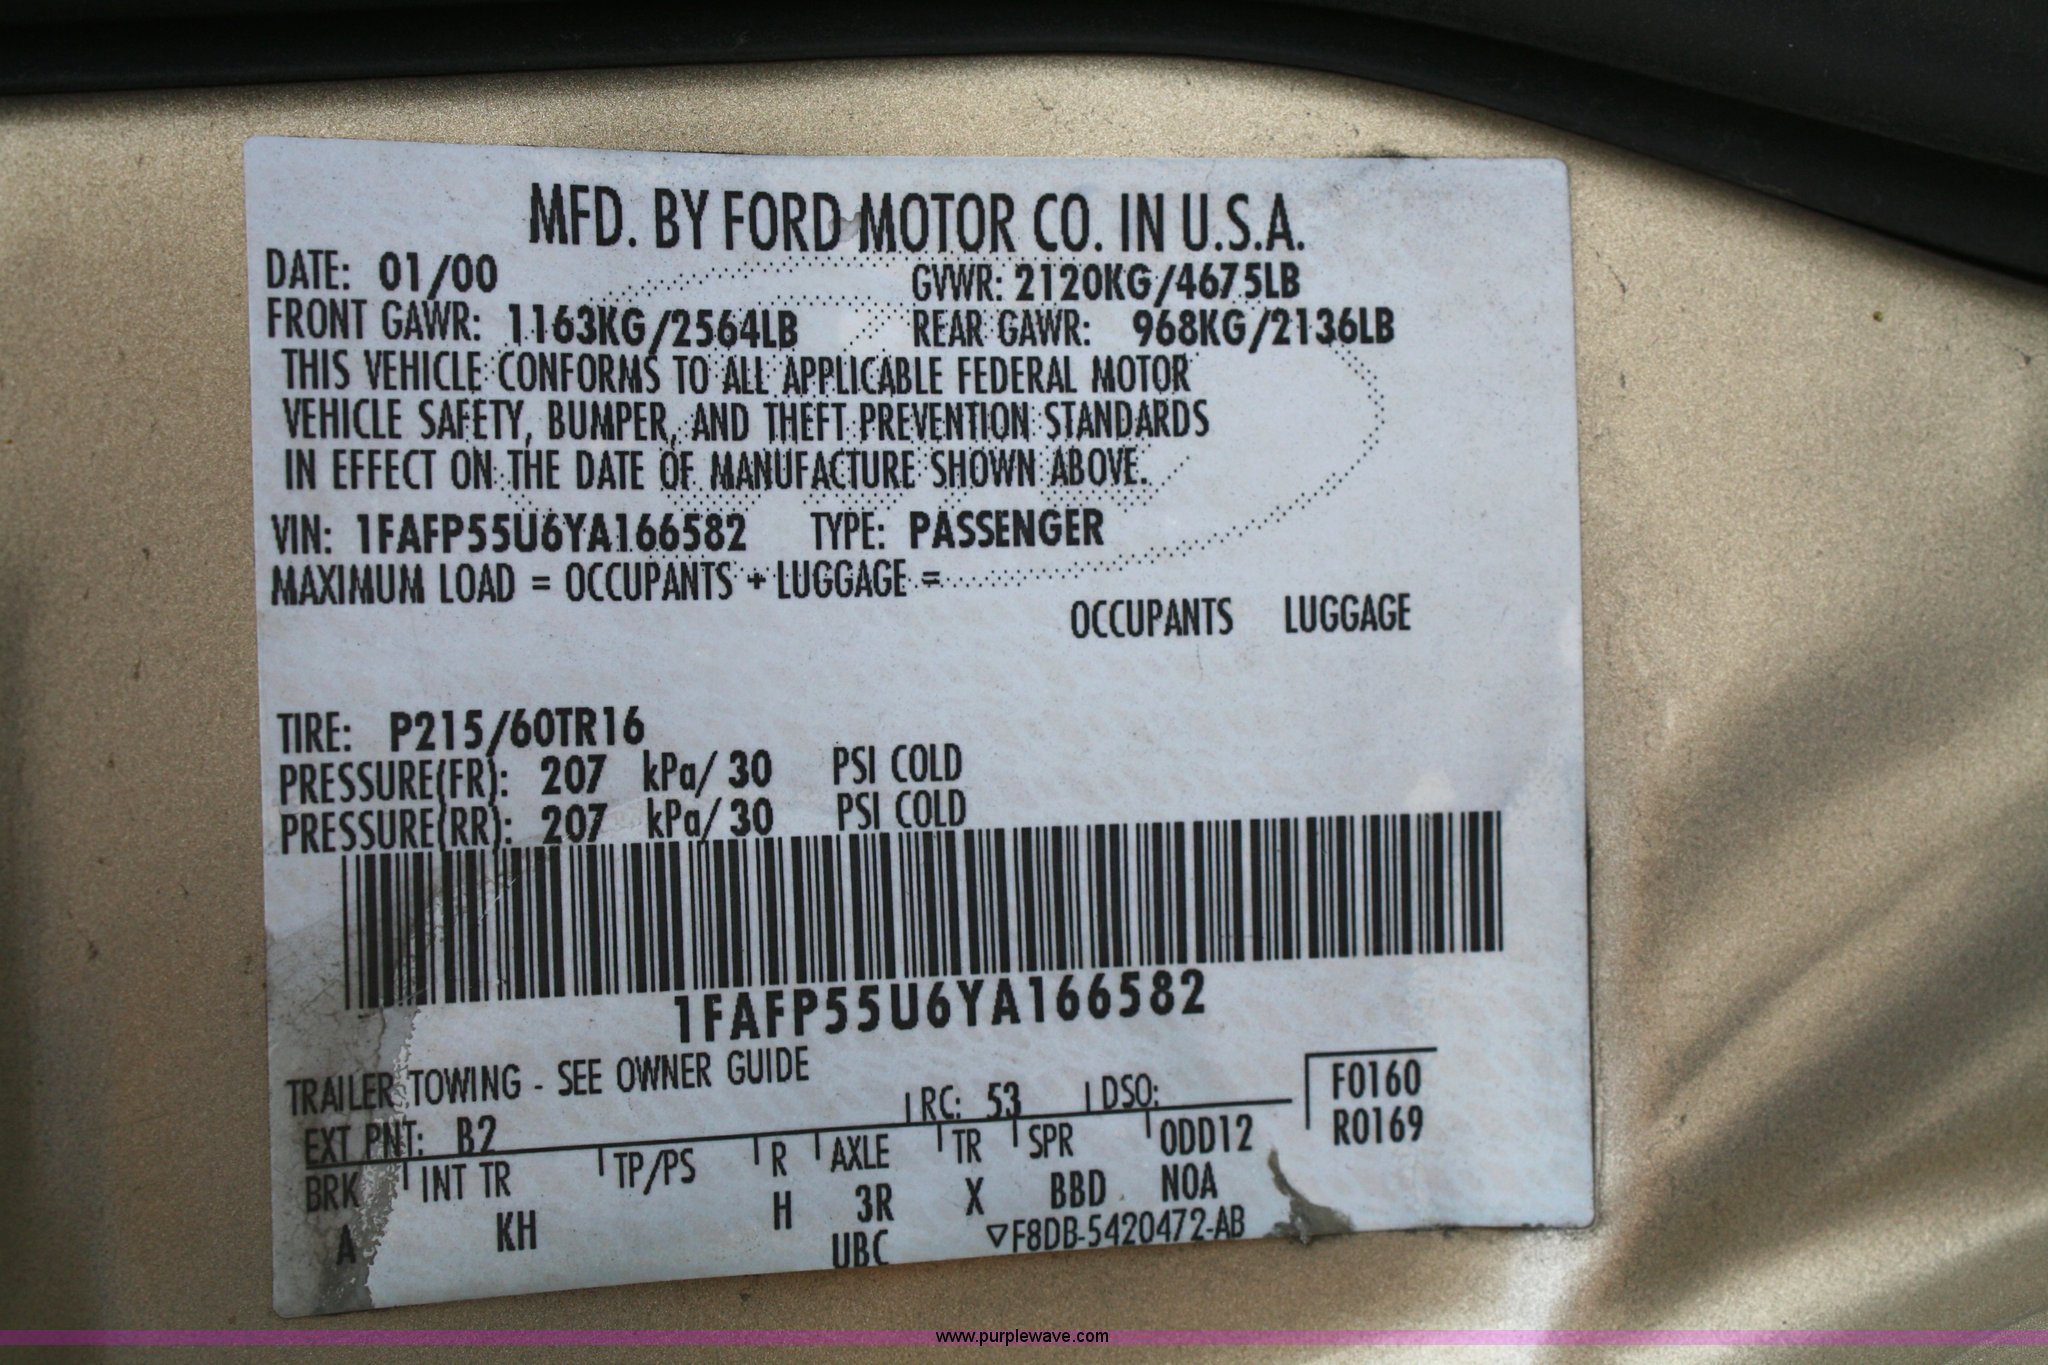 MFD. BY FORD MOTOR CO. IN U.S.A.
DATE: 01/00 GVWR: 2120KG/4675LB
FRONT GAWR: 1163KG/2564LB REAR GAWR: 968KG/2136LB
THIS VEHICLE CONFORMS TO ALL APPLICABLE FEDERAL MOTOR
VEHICLE SAFETY, BUMPER, AND THEFT PREVENTION STANDARDS
IN EFFECT ON THE DATE OF MANUFACTURE SHOWN ABOVE.
VIN: 1FAFP55U6YA166582 TYPE: PASSENGER
MAXIMUM LOAD = OCCUPANTS + LUGGAGE =
OCCUPANTS LUGGAGE
TIRE: P215/60TR16
PRESSURE(FR): 207 kPa/ 30 PSI COLD
PRESSURE(RR): 207 kPa/ 30 PSI COLD
1FAFP55U6YA166582
TRAILER TOWING - SEE OWNER GUIDE
F0160
EXT PNT: B2 RC: 53 DSO:
R0169
BRK INT TR TP/PS R AXLE TR SPR ODD12
A KH H 3R X BBD NOA
UBC ▽F8DB-5420472-AB
www.purplewave.com